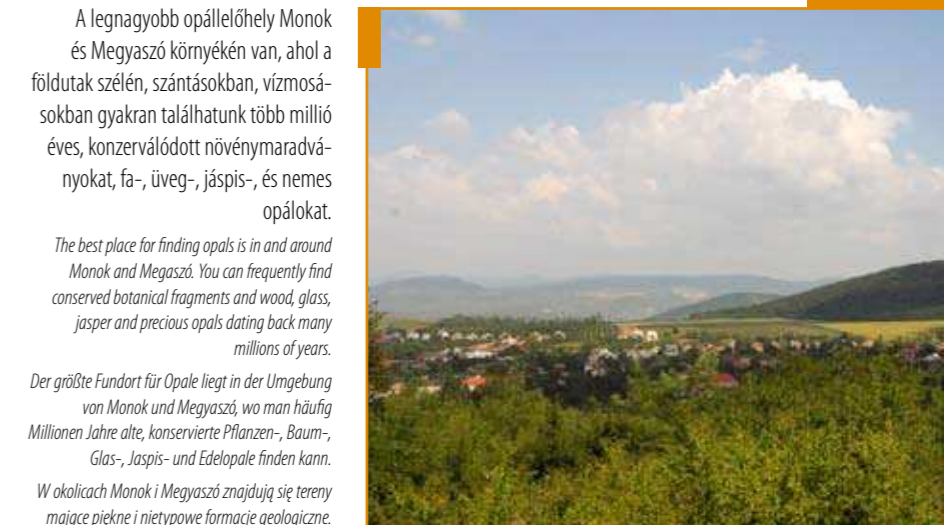 A legnagyobb opállelőhely Monok
és Megyaszó környékén van, ahol a
földutak szélén, szántásokban, vízmosá-
sokban gyakran találhatunk több millió
éves, konzerválódott növénymaradvá-
nyokat, fa-, üveg-, jáspis-, és nemes
opálokat.
The best place for finding opals is in and around
Monok and Megaszó. You can frequently find
conserved botanical fragments and wood, glass,
jasper and precious opals dating back many
millions of years.
Der größte Fundort für Opale liegt in der Umgebung
von Monok und Megyaszó, wo man häufig
Millionen Jahre alte, konservierte Pflanzen-, Baum-,
Glas-, Jaspis- und Edelopale finden kann.
W okolicach Monok i Megyaszó znajdują się tereny
mające piękne i nietypowe formacje geologiczne.